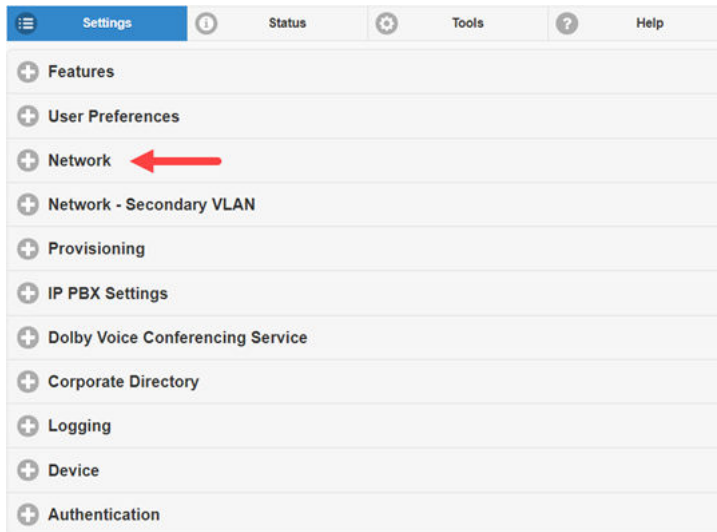 Settings Status Tools Help
Features
User Preferences
Network
Network - Secondary VLAN
Provisioning
IP PBX Settings
Dolby Voice Conferencing Service
Corporate Directory
Logging
Device
Authentication